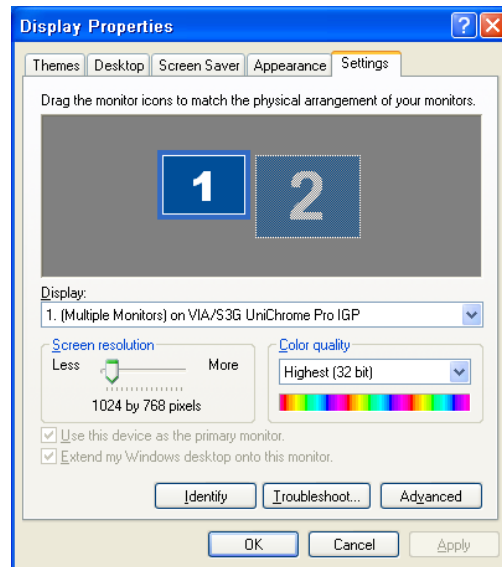 Display Properties
Themes Desktop Screen Saver Appearance Settings
Drag the monitor icons to match the physical arrangement of your monitors.
1 2
Display:
1. (Multiple Monitors) on VIA/S3G UniChrome Pro IGP
Screen resolution
Less More
1024 by 768 pixels
Color quality
Highest (32 bit)
Use this device as the primary monitor.
Extend my Windows desktop onto this monitor.
Identify Troubleshoot... Advanced
OK Cancel Apply